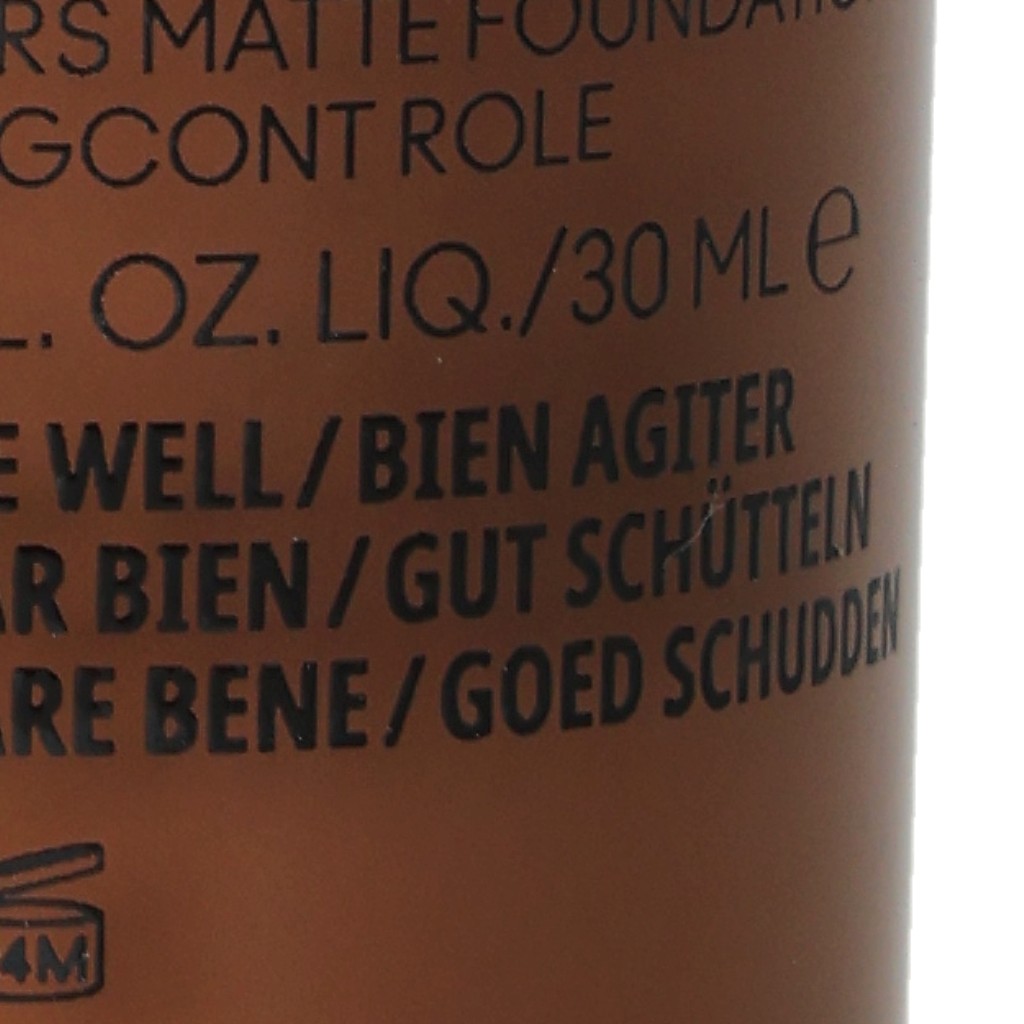 RS MATTE FOUNDATION
GCONT ROLE
L. OZ. LIQ./30 ML e
E WELL / BIEN AGITER
AR BIEN / GUT SCHÜTTELN
ARE BENE / GOED SCHUDDEN
4M